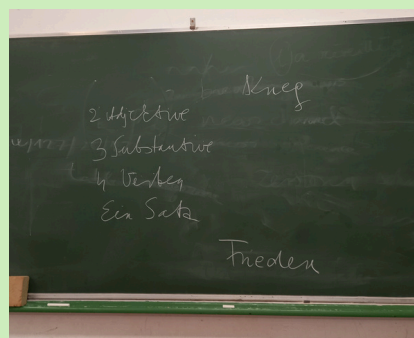 Krieg
2 Adjektive
3 Substantive
4 Verben
Ein Satz
Frieden